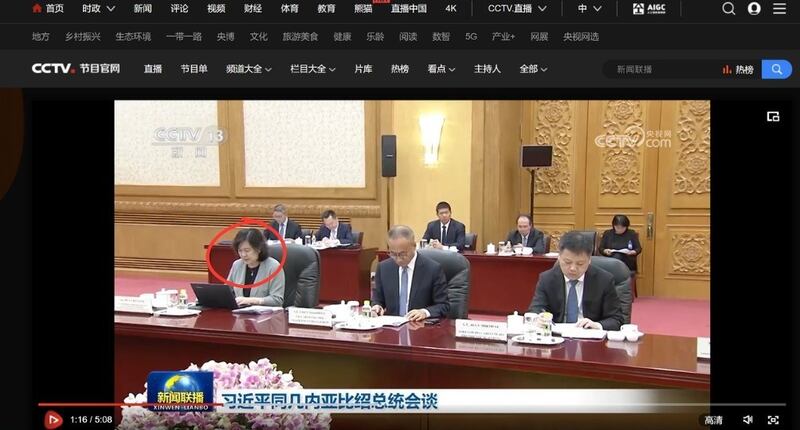 首页 时政 新闻 评论 视频 财经 体育 教育 熊猫 直播中国 4K CCTV.直播 中 AIGC
地方 乡村振兴 生态环境 一带一路 央博 文化 旅游美食 健康 乐龄 阅读 数智 5G 产业+ 网展 央视网选
CCTV. 节目官网 直播 节目单 频道大全 栏目大全 片库 热榜 看点 主持人 全部 新闻联播 热榜 搜索
CCTV 13
新闻
CCTV 央视网
.com
新闻联播
XINWEN LIANBO
习近平同几内亚比绍总统会谈
1:16 / 5:08 高清